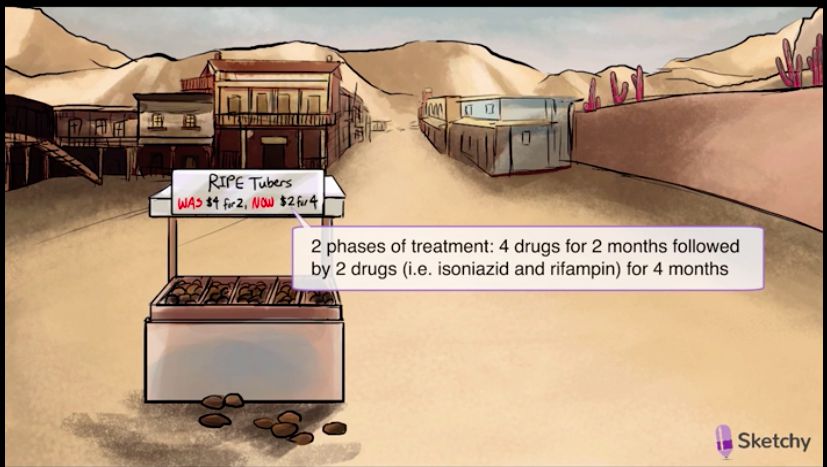 RIPE Tubers
WAS $4 for 2, NOW $2 for 4
2 phases of treatment: 4 drugs for 2 months followed
by 2 drugs (i.e. isoniazid and rifampin) for 4 months
Sketchy